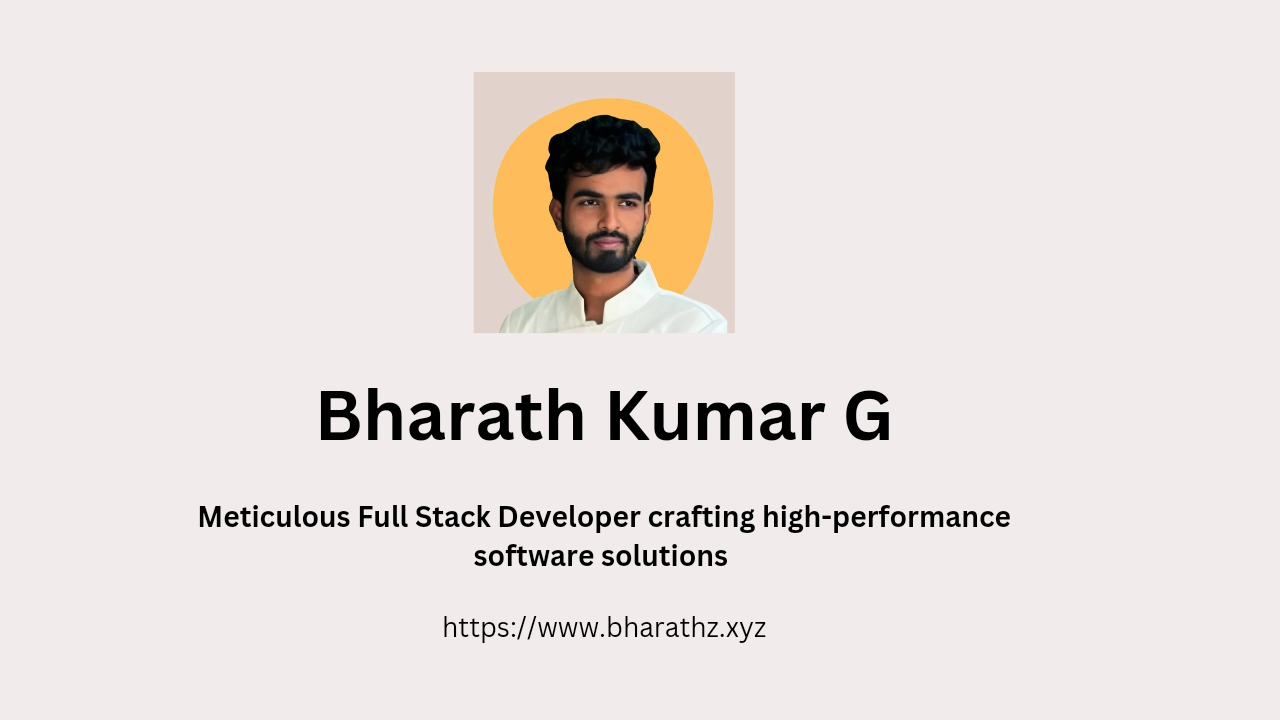 Bharath Kumar G
Meticulous Full Stack Developer crafting high-performance
software solutions
https://www.bharathz.xyz